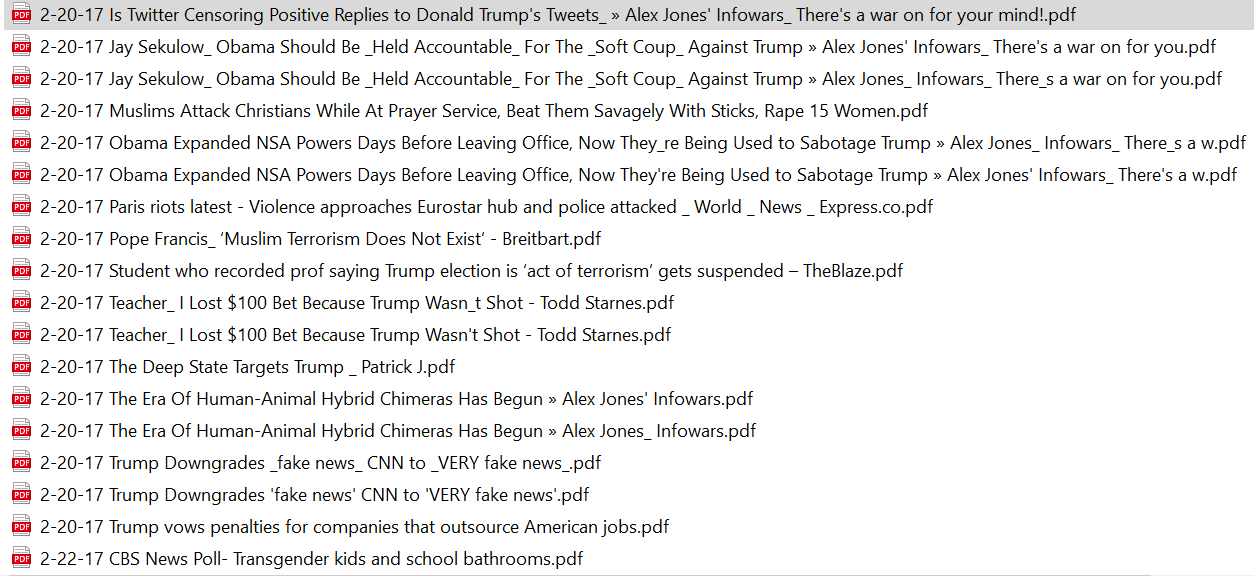 2-20-17 Is Twitter Censoring Positive Replies to Donald Trump's Tweets_ » Alex Jones' Infowars_ There's a war on for your mind!.pdf
2-20-17 Jay Sekulow_ Obama Should Be _Held Accountable_ For The _Soft Coup_ Against Trump » Alex Jones' Infowars_ There's a war on for you.pdf
2-20-17 Jay Sekulow_ Obama Should Be _Held Accountable_ For The _Soft Coup_ Against Trump » Alex Jones_ Infowars_ There_s a war on for you.pdf
2-20-17 Muslims Attack Christians While At Prayer Service, Beat Them Savagely With Sticks, Rape 15 Women.pdf
2-20-17 Obama Expanded NSA Powers Days Before Leaving Office, Now They_re Being Used to Sabotage Trump » Alex Jones_ Infowars_ There_s a w.pdf
2-20-17 Obama Expanded NSA Powers Days Before Leaving Office, Now They're Being Used to Sabotage Trump » Alex Jones' Infowars_ There's a w.pdf
2-20-17 Paris riots latest - Violence approaches Eurostar hub and police attacked _ World _ News _ Express.co.pdf
2-20-17 Pope Francis_ ‘Muslim Terrorism Does Not Exist’ - Breitbart.pdf
2-20-17 Student who recorded prof saying Trump election is ‘act of terrorism’ gets suspended – TheBlaze.pdf
2-20-17 Teacher_ I Lost $100 Bet Because Trump Wasn_t Shot - Todd Starnes.pdf
2-20-17 Teacher_ I Lost $100 Bet Because Trump Wasn't Shot - Todd Starnes.pdf
2-20-17 The Deep State Targets Trump _ Patrick J.pdf
2-20-17 The Era Of Human-Animal Hybrid Chimeras Has Begun » Alex Jones' Infowars.pdf
2-20-17 The Era Of Human-Animal Hybrid Chimeras Has Begun » Alex Jones_ Infowars.pdf
2-20-17 Trump Downgrades _fake news_ CNN to _VERY fake news_.pdf
2-20-17 Trump Downgrades 'fake news' CNN to 'VERY fake news'.pdf
2-20-17 Trump vows penalties for companies that outsource American jobs.pdf
2-22-17 CBS News Poll- Transgender kids and school bathrooms.pdf